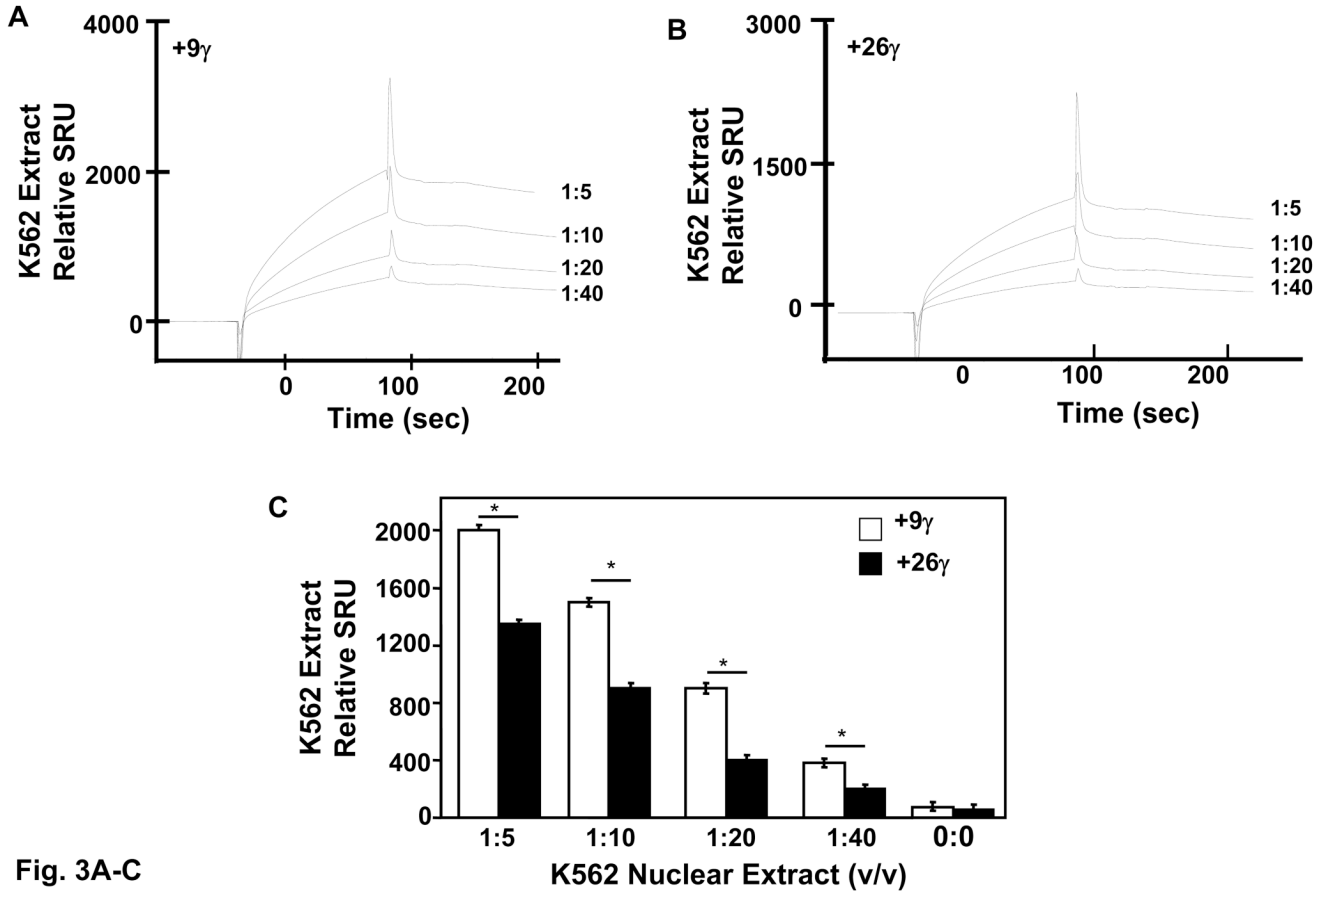 A
4000
+9γ
K562 Extract
Relative SRU
2000
0
1:5
1:10
1:20
1:40
0
100
200
Time (sec)
B
3000
+26γ
K562 Extract
Relative SRU
1500
0
1:5
1:10
1:20
1:40
0
100
200
Time (sec)
C
2000
1600
1200
800
400
0
K562 Extract
Relative SRU
*
*
*
*
+9γ
+26γ
1:5
1:10
1:20
1:40
0:0
K562 Nuclear Extract (v/v)
Fig. 3A-C